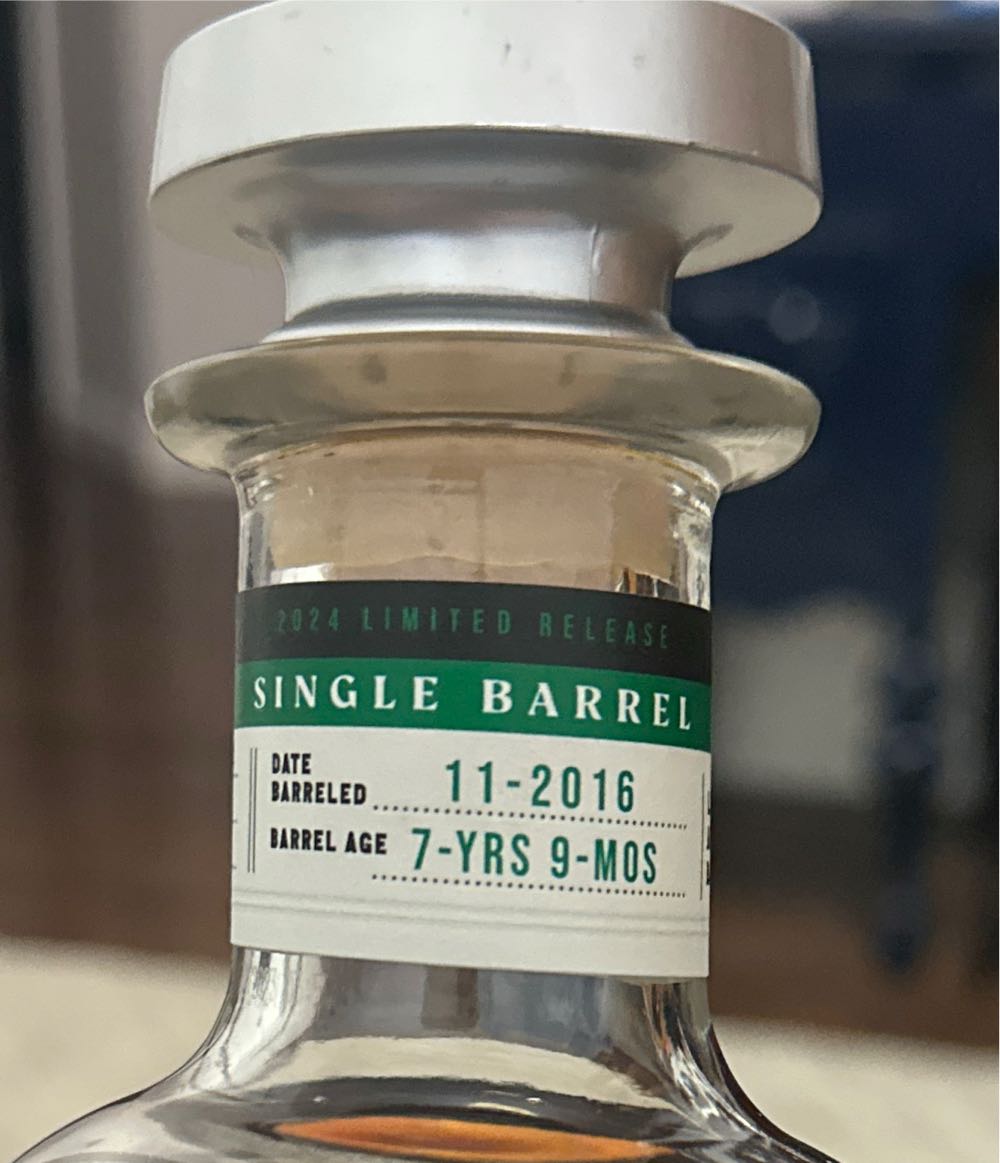 2024 LIMITED RELEASE
SINGLE BARREL
DATE
BARRELED 11-2016
BARREL AGE 7-YRS 9-MOS